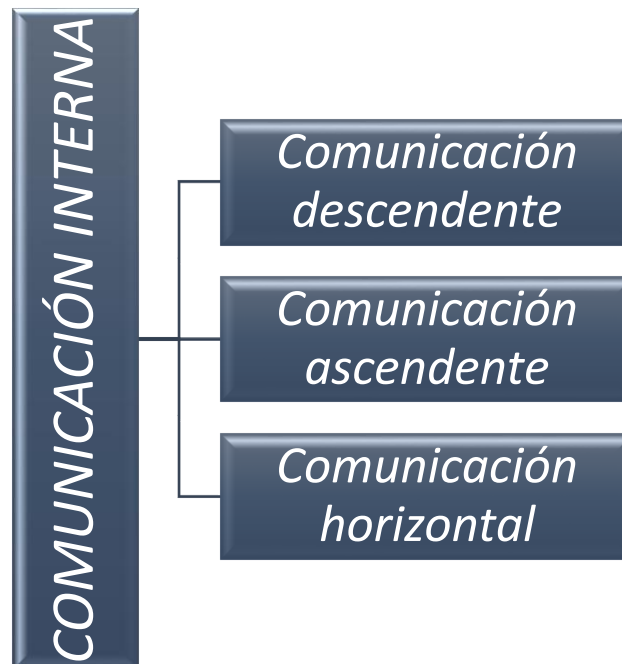 COMUNICACIÓN INTERNA
Comunicación
descendente
Comunicación
ascendente
Comunicación
horizontal